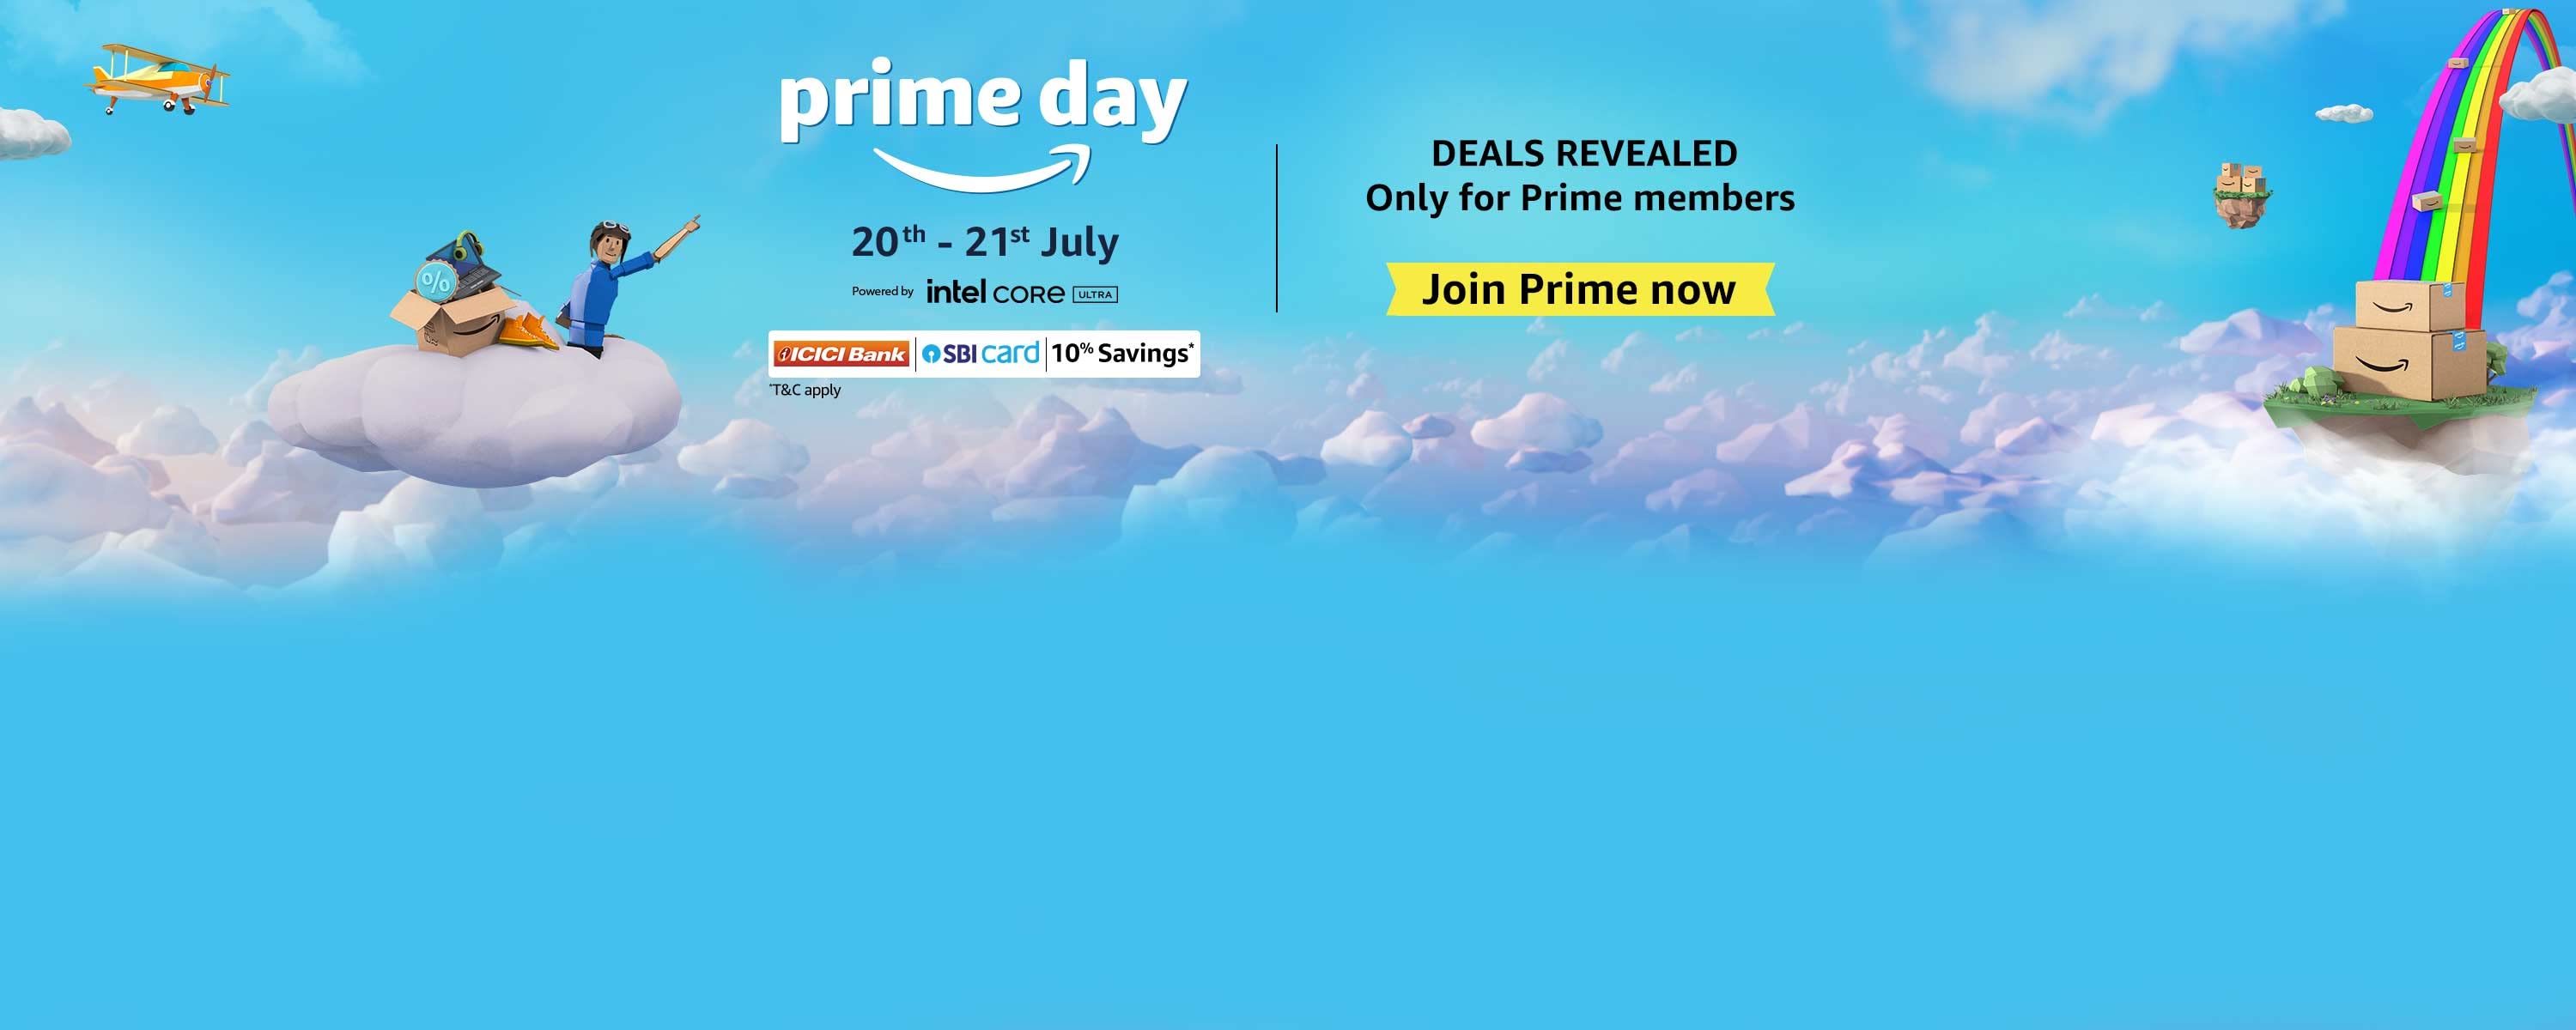 prime day
20th - 21st July
Powered by intel CORE ULTRA
ICICI Bank SBI card 10% Savings*
*T&C apply
DEALS REVEALED
Only for Prime members
Join Prime now
%